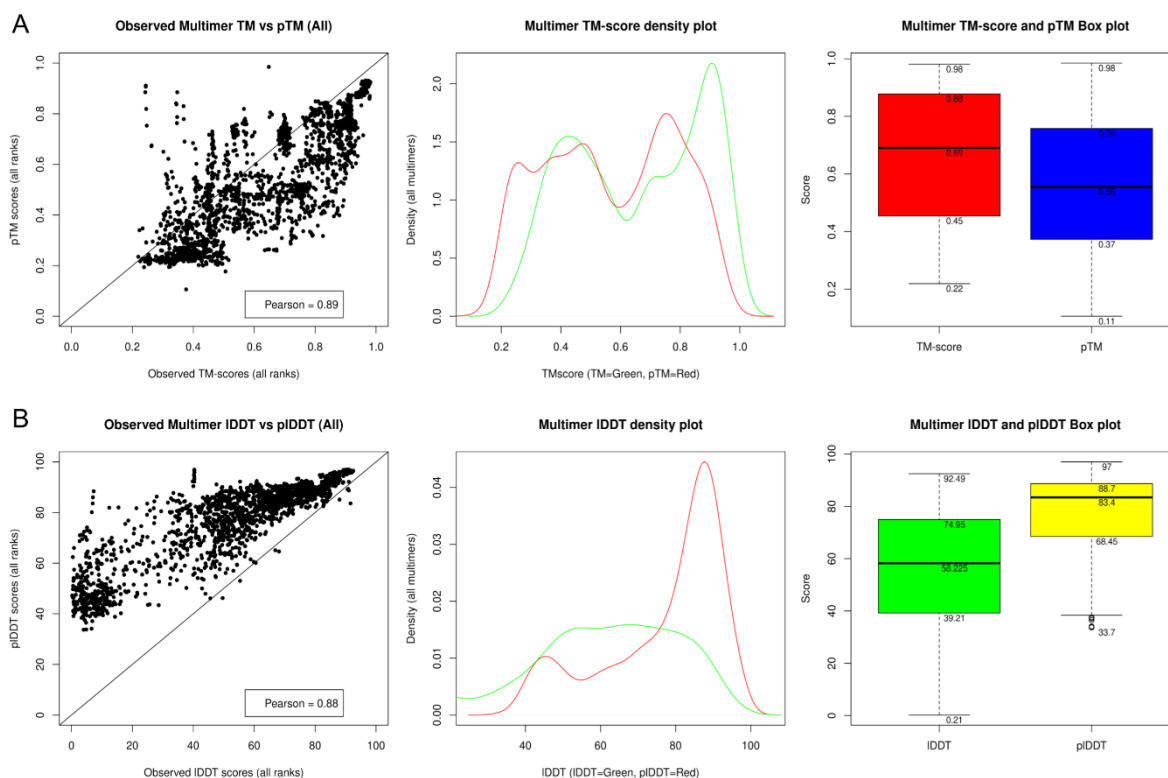 A
Observed Multimer TM vs pTM (All)
pTM scores (all ranks)
1.0
0.8
0.6
0.4
0.2
0.0
Pearson = 0.89
0.0 0.2 0.4 0.6 0.8 1.0
Observed TM-scores (all ranks)
Multimer TM-score density plot
Density (all multimers)
2.0
1.5
1.0
0.5
0.0
0.2 0.4 0.6 0.8 1.0
TMscore (TM=Green, pTM=Red)
Multimer TM-score and pTM Box plot
Score
1.0
0.8
0.6
0.4
0.2
0.98
0.88
0.69
0.45
0.22
0.98
0.76
0.37
0.11
TM-score pTM
B
Observed Multimer lDDT vs plDDT (All)
plDDT scores (all ranks)
100
80
60
40
20
0
Pearson = 0.88
0 20 40 60 80 100
Observed lDDT scores (all ranks)
Multimer lDDT density plot
Density (all multimers)
0.04
0.03
0.02
0.01
0.00
40 60 80 100
lDDT (lDDT=Green, plDDT=Red)
Multimer lDDT and plDDT Box plot
Score
100
80
60
40
20
0
92.49
74.95
58.225
39.21
0.21
97
88.7
83.4
68.45
33.7
lDDT plDDT